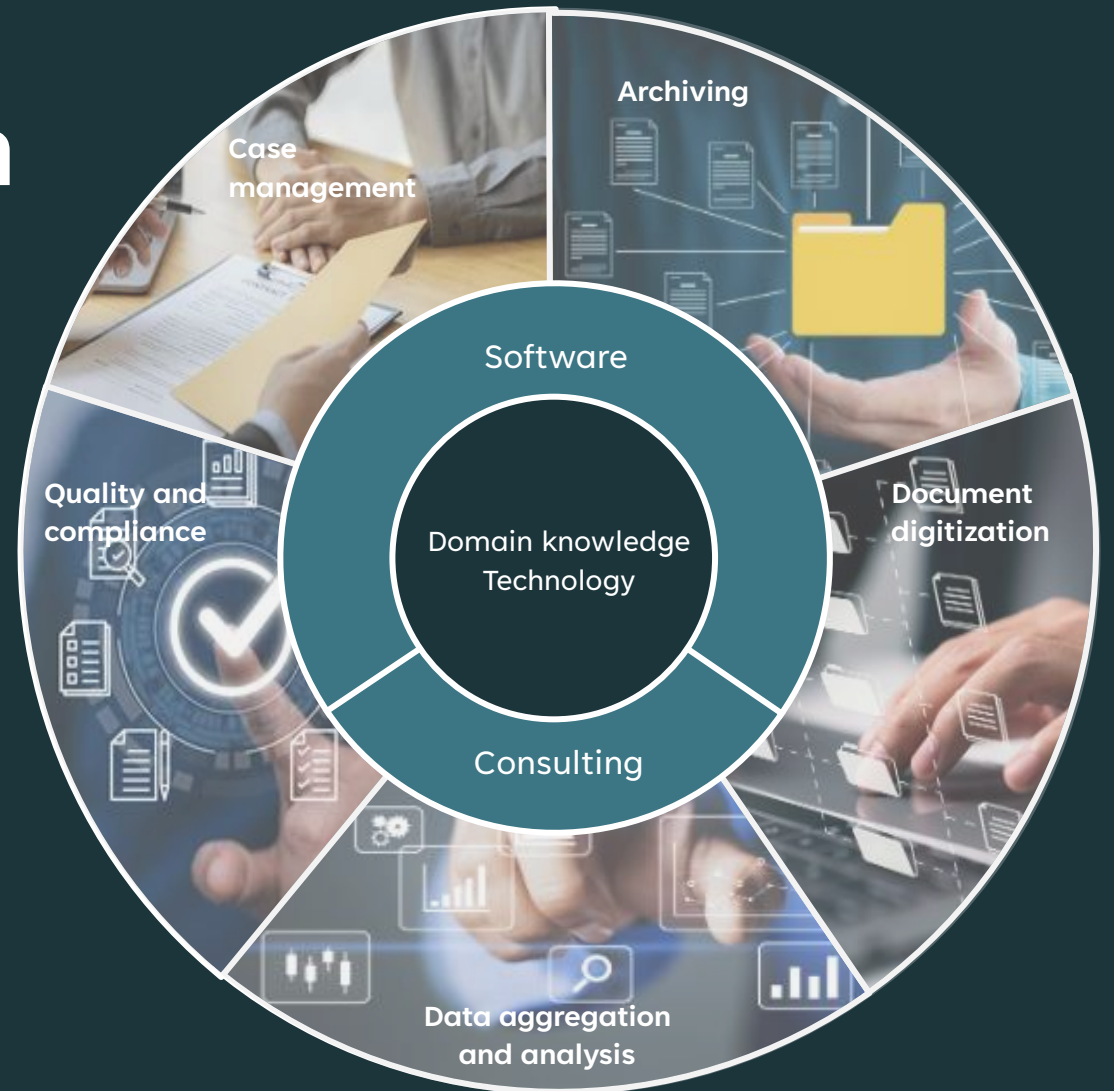 n
Archiving
Case
management
Software
Quality and
compliance
Document
digitization
Domain knowledge
Technology
Consulting
Data aggregation
and analysis